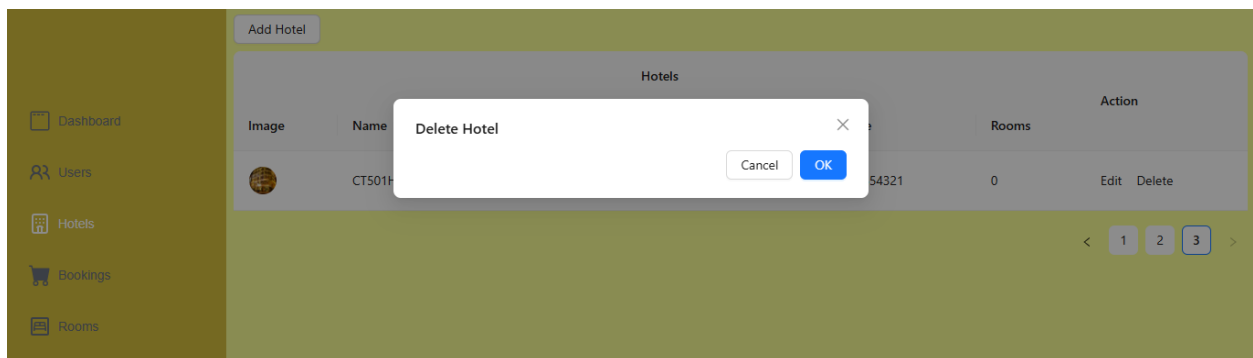 Add Hotel
Hotels
Action
Image Name Rooms
Delete Hotel
Cancel OK
CT501H 54321 0 Edit Delete
< 1 2 3 >
Dashboard
Users
Hotels
Bookings
Rooms